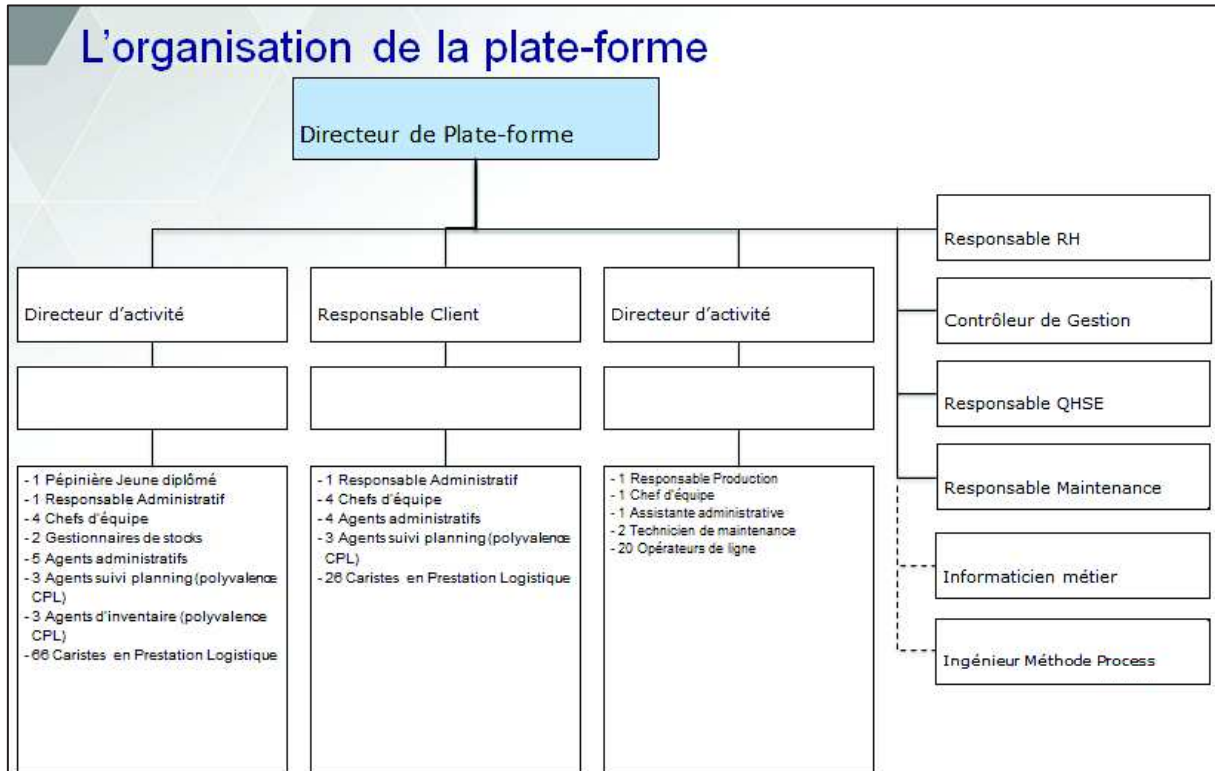 L'organisation de la plate-forme
Directeur de Plate-forme
Directeur d'activité
Responsable Client
Directeur d'activité
- 1 Pépinière Jeune diplômé
- 1 Responsable Administratif
- 4 Chefs d'équipe
- 2 Gestionnaires de stocks
- 5 Agents administratifs
- 3 Agents suivi planning (polyvalence
CPL)
- 3 Agents d'inventaire (polyvalence
CPL)
- 66 Caristes en Prestation Logistique
- 1 Responsable Administratif
- 4 Chefs d'équipe
- 4 Agents administratifs
- 3 Agents suivi planning (polyvalence
CPL)
- 26 Caristes en Prestation Logistique
- 1 Responsable Production
- 1 Chef d'équipe
- 1 Assistante administrative
- 2 Technicien de maintenance
- 20 Opérateurs de ligne
Responsable RH
Contrôleur de Gestion
Responsable QHSE
Responsable Maintenance
Informaticien métier
Ingénieur Méthode Process